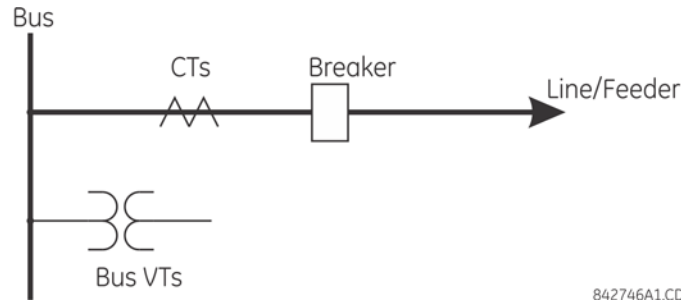 Bus
CTs
Breaker
Line/Feeder
Bus VTs
842746A1.CD